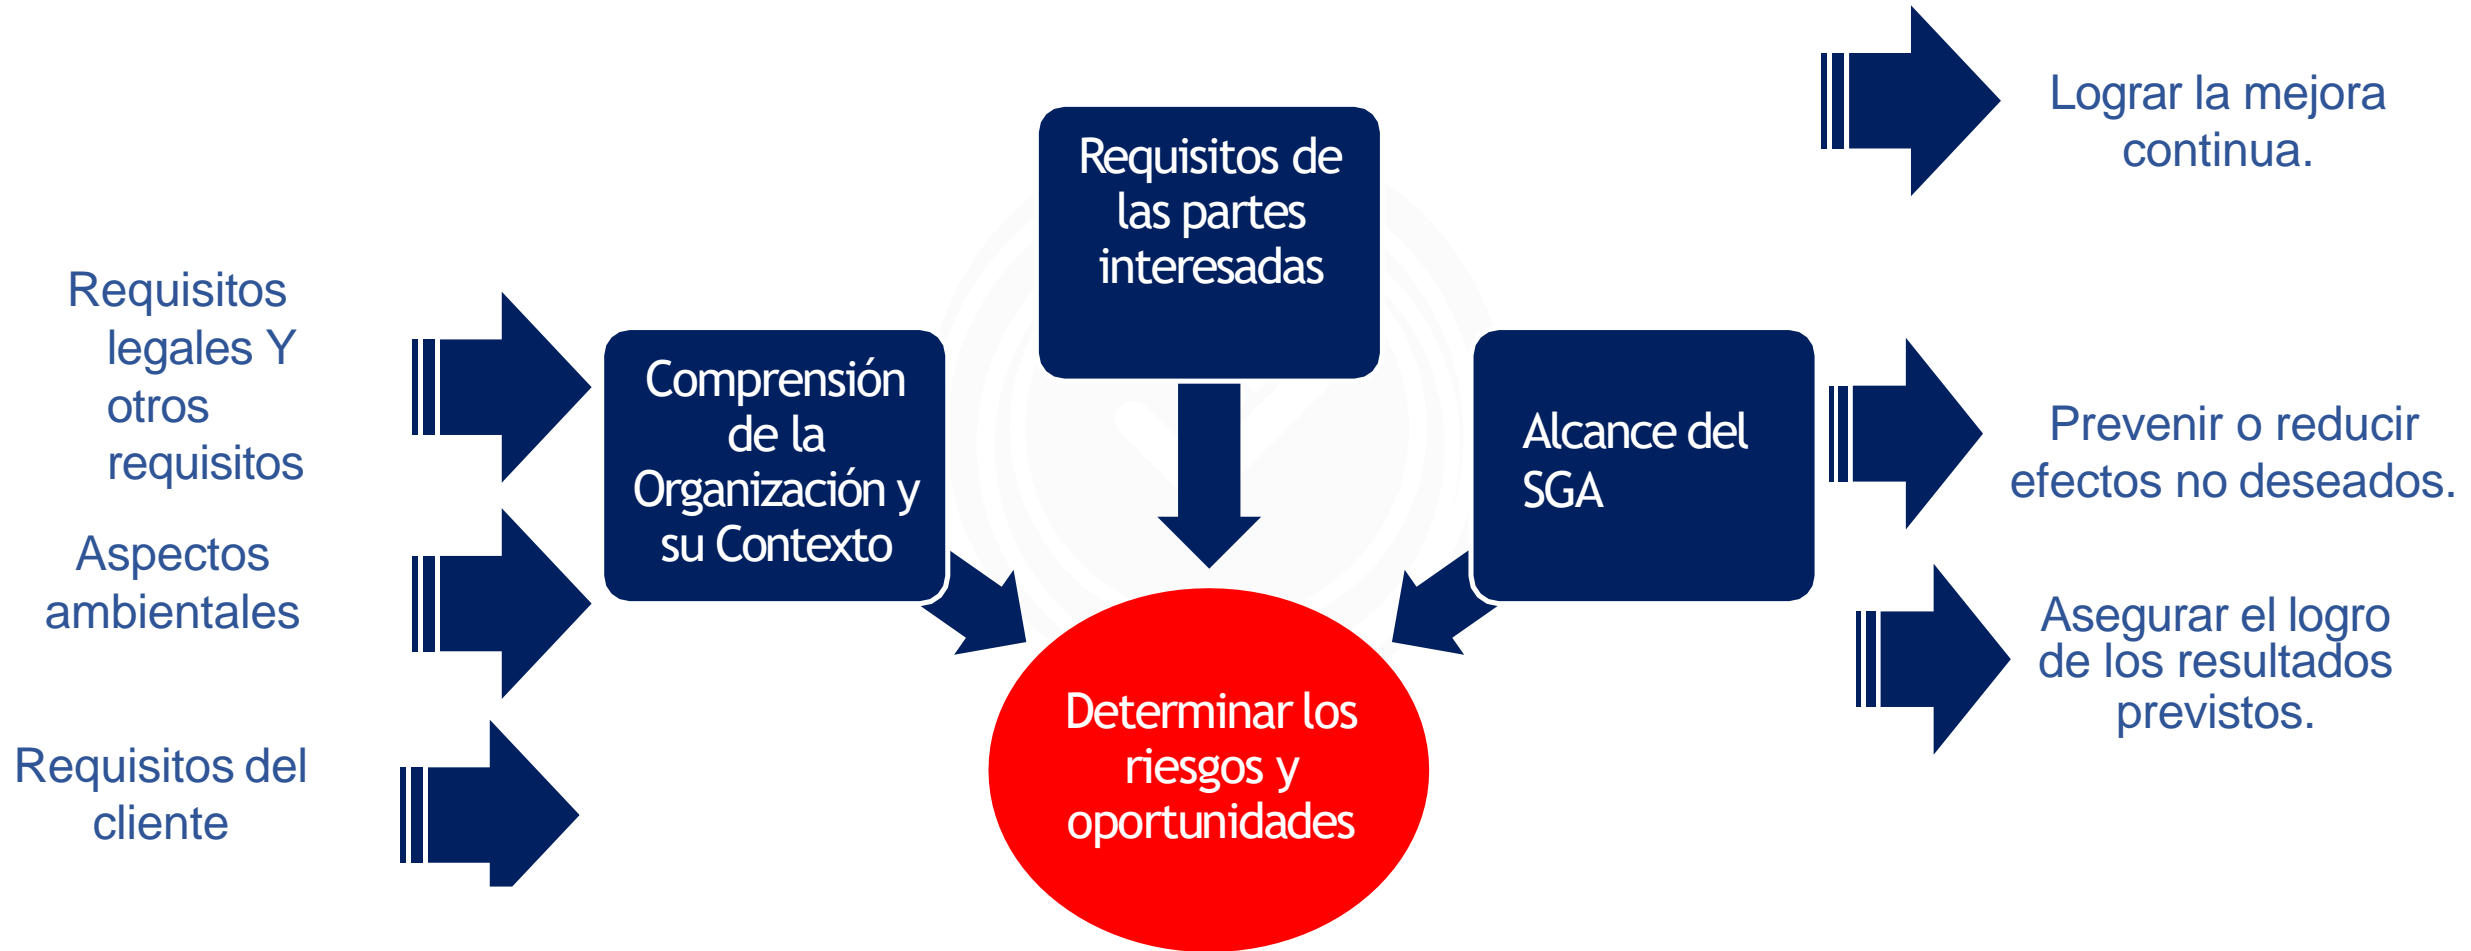 Requisitos
legales Y
otros
requisitos
Aspectos
ambientales
Requisitos del
cliente
Comprensión
de la
Organización y
su Contexto
Requisitos de
las partes
interesadas
Alcance del
SGA
Determinar los
riesgos y
oportunidades
Lograr la mejora
continua.
Prevenir o reducir
efectos no deseados.
Asegurar el logro
de los resultados
previstos.